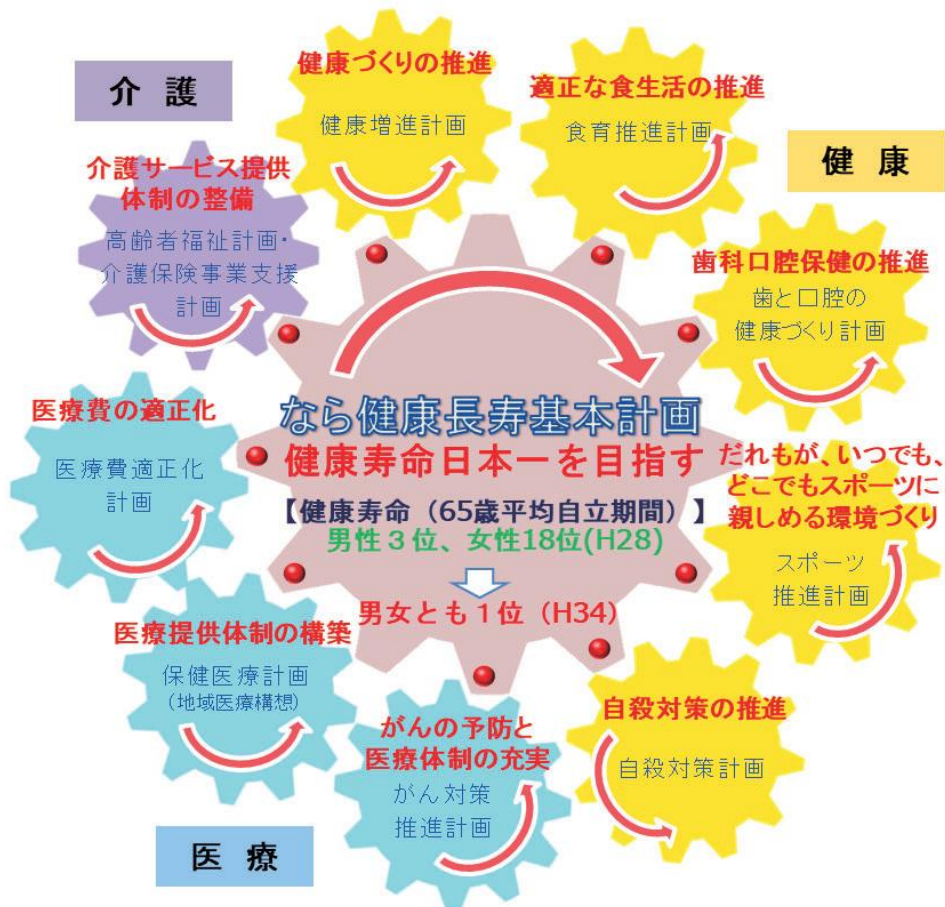 介 護
健康づくりの推進
健康増進計画
適正な食生活の推進
食育推進計画
健 康
介護サービス提供
体制の整備
高齢者福祉計画・
介護保険事業支援
計画
歯科口腔保健の推進
歯と口腔の
健康づくり計画
医療費の適正化
医療費適正化
計画
なら健康長寿基本計画
健康寿命日本一を目指す
【健康寿命（65歳平均自立期間）】
男性３位、女性18位(H28)
男女とも１位（H34）
だれもが、いつでも、
どこでもスポーツに
親しめる環境づくり
スポーツ
推進計画
医療提供体制の構築
保健医療計画
(地域医療構想)
がんの予防と
医療体制の充実
がん対策
推進計画
自殺対策の推進
自殺対策計画
医 療